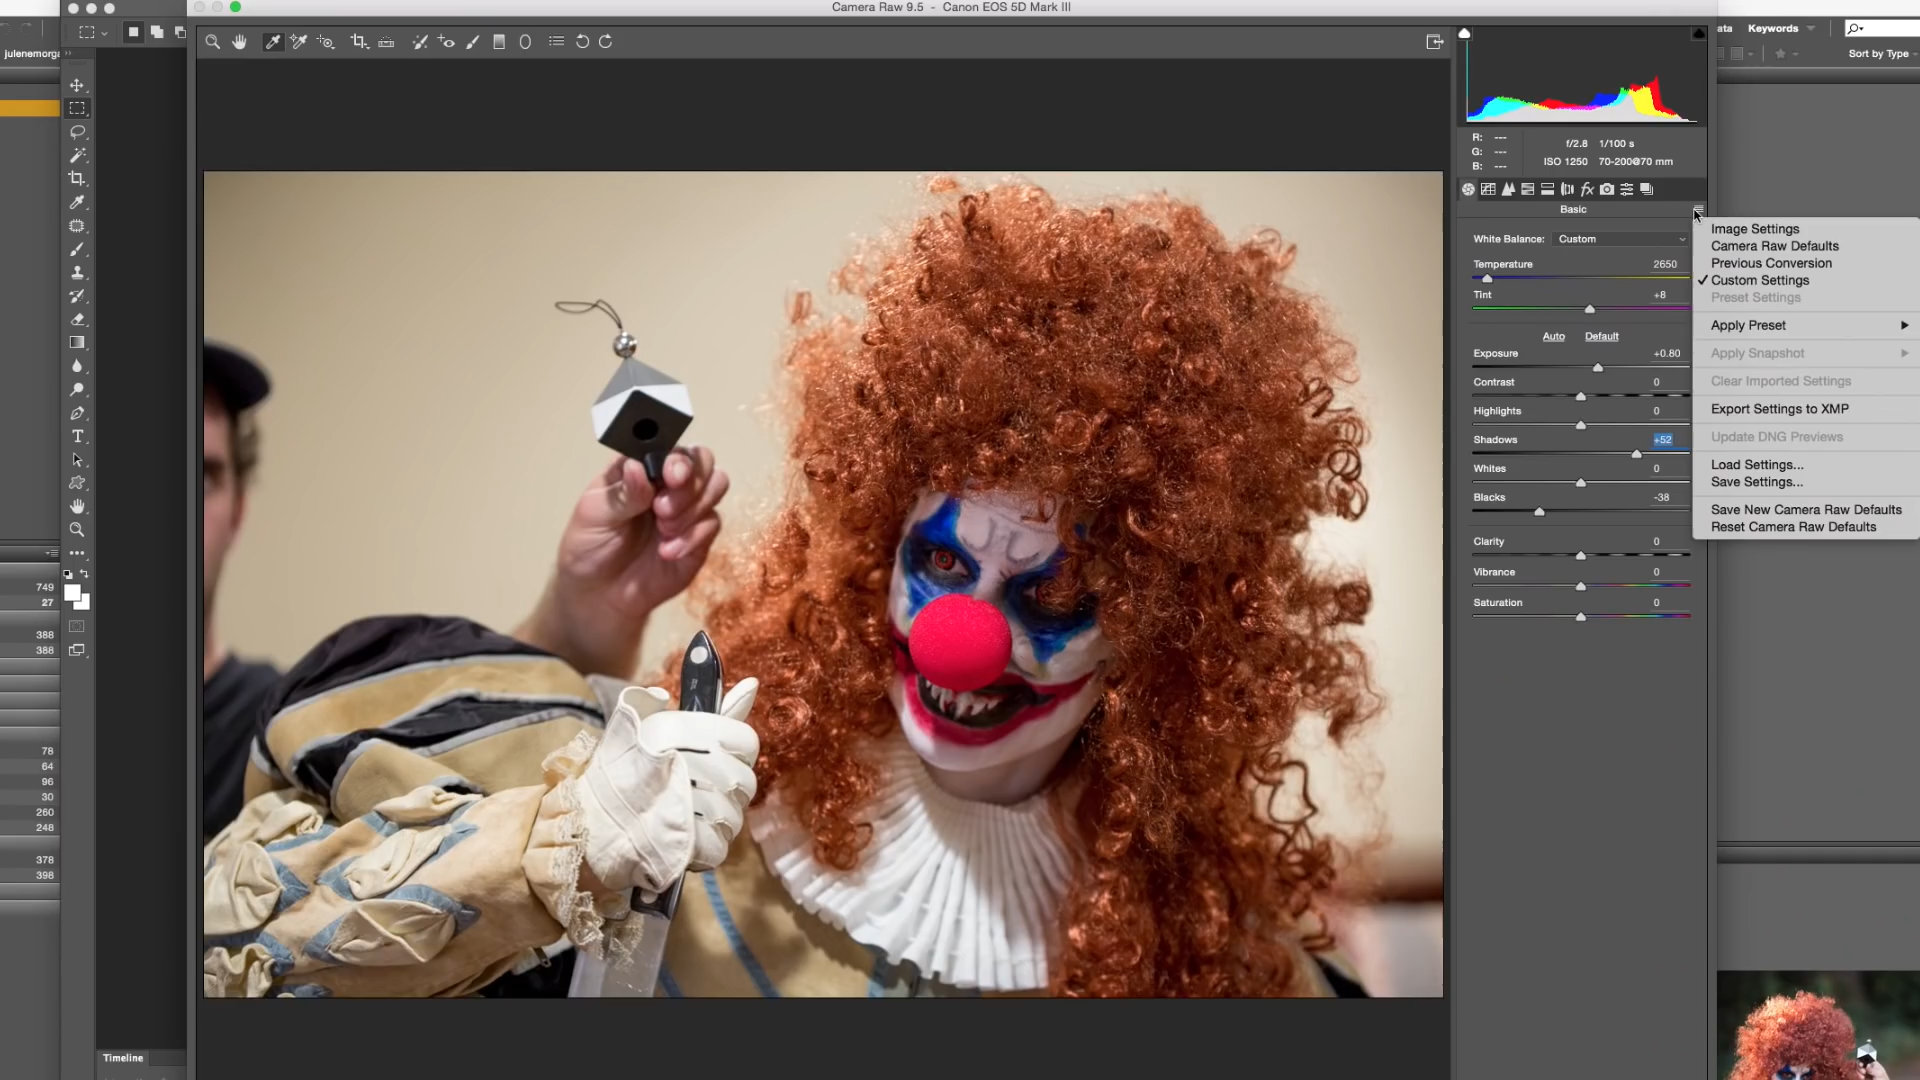 Camera Raw 9.5 - Canon EOS 5D Mark III
julenemorga
ata
Keywords
Sort by Type
R: ---
G: ---
B: ---
f/2.8 1/100 s
ISO 1250 70-200@70 mm
fx
Basic
White Balance: Custom
Temperature 2650
Tint +8
Auto Default
Exposure +0.80
Contrast 0
Highlights 0
Shadows +52
Whites 0
Blacks -38
Clarity 0
Vibrance 0
Saturation 0
Image Settings
Camera Raw Defaults
Previous Conversion
Custom Settings
Preset Settings
Apply Preset
Apply Snapshot
Clear Imported Settings
Export Settings to XMP
Update DNG Previews
Load Settings...
Save Settings...
Save New Camera Raw Defaults
Reset Camera Raw Defaults
749
27
388
388
78
64
96
30
260
248
378
398
Timeline